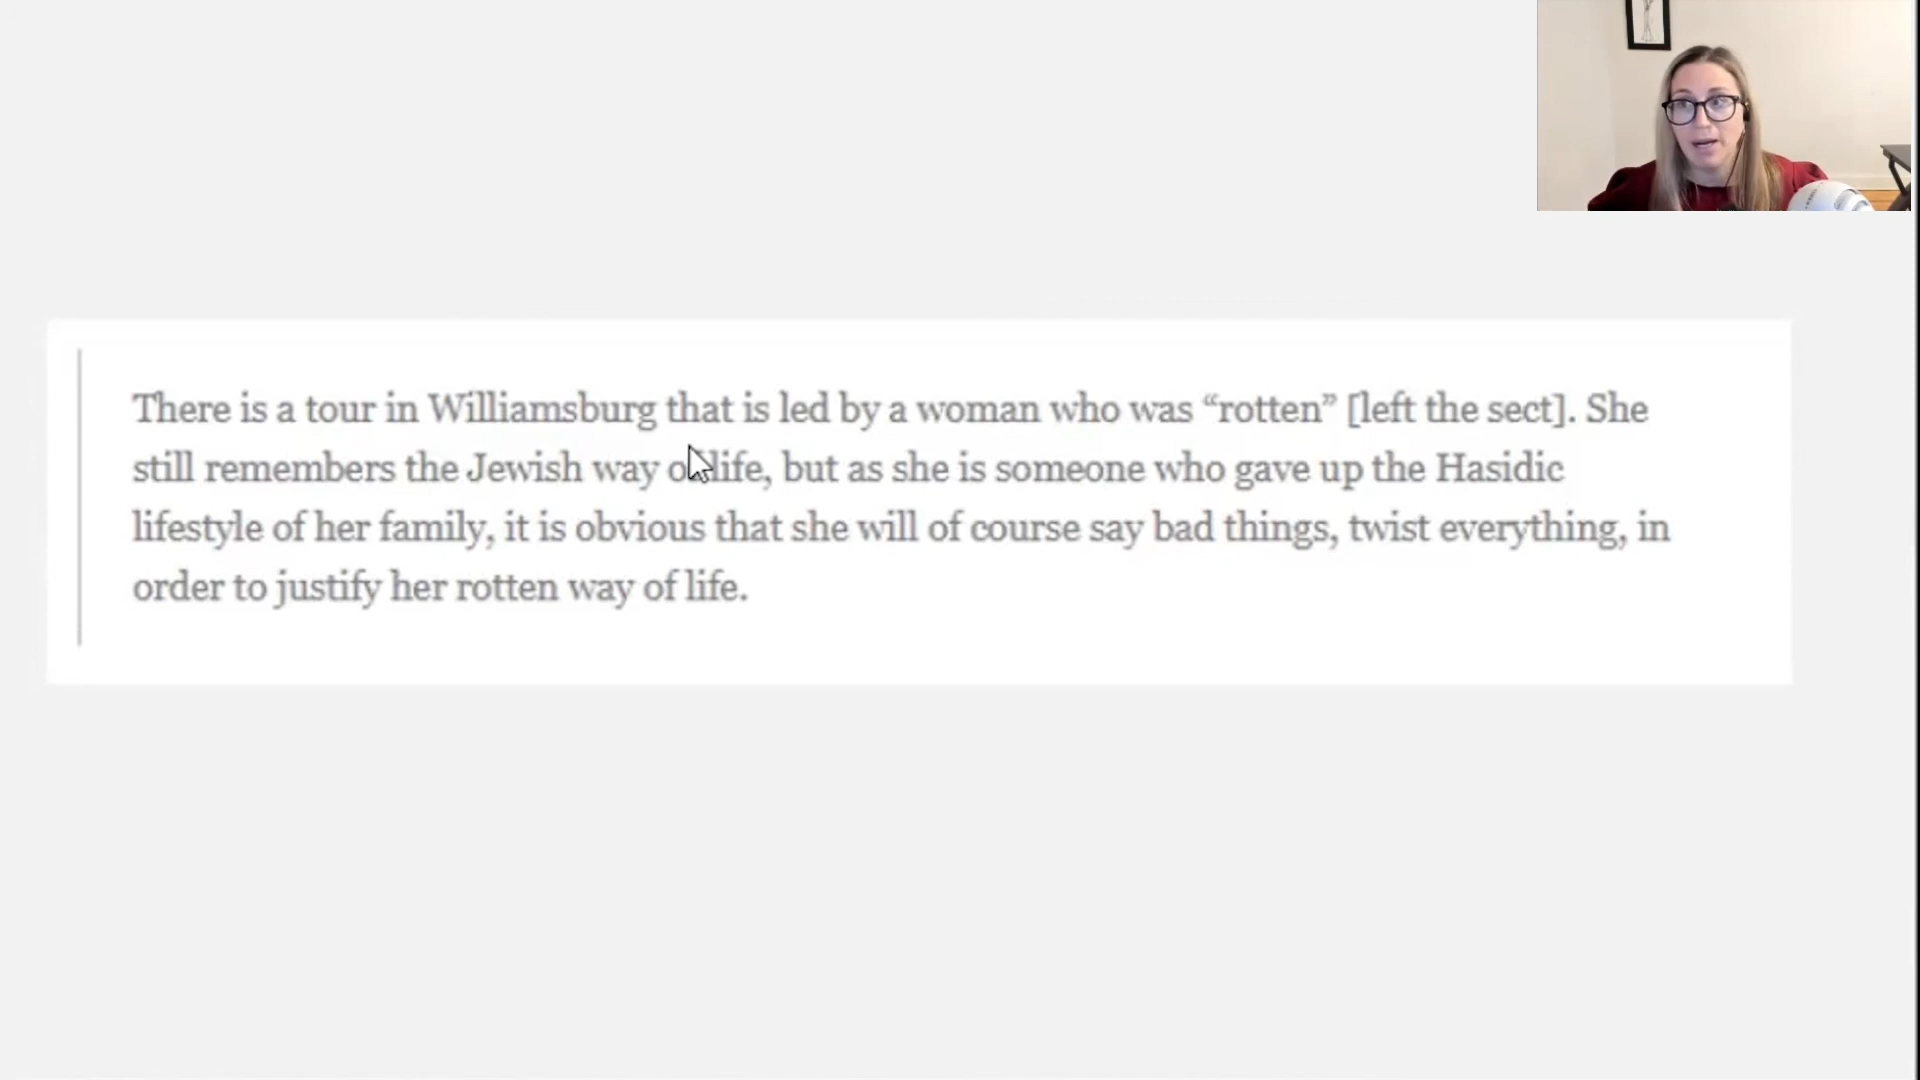 There is a tour in Williamsburg that is led by a woman who was “rotten” [left the sect]. She
still remembers the Jewish way of life, but as she is someone who gave up the Hasidic
lifestyle of her family, it is obvious that she will of course say bad things, twist everything, in
order to justify her rotten way of life.